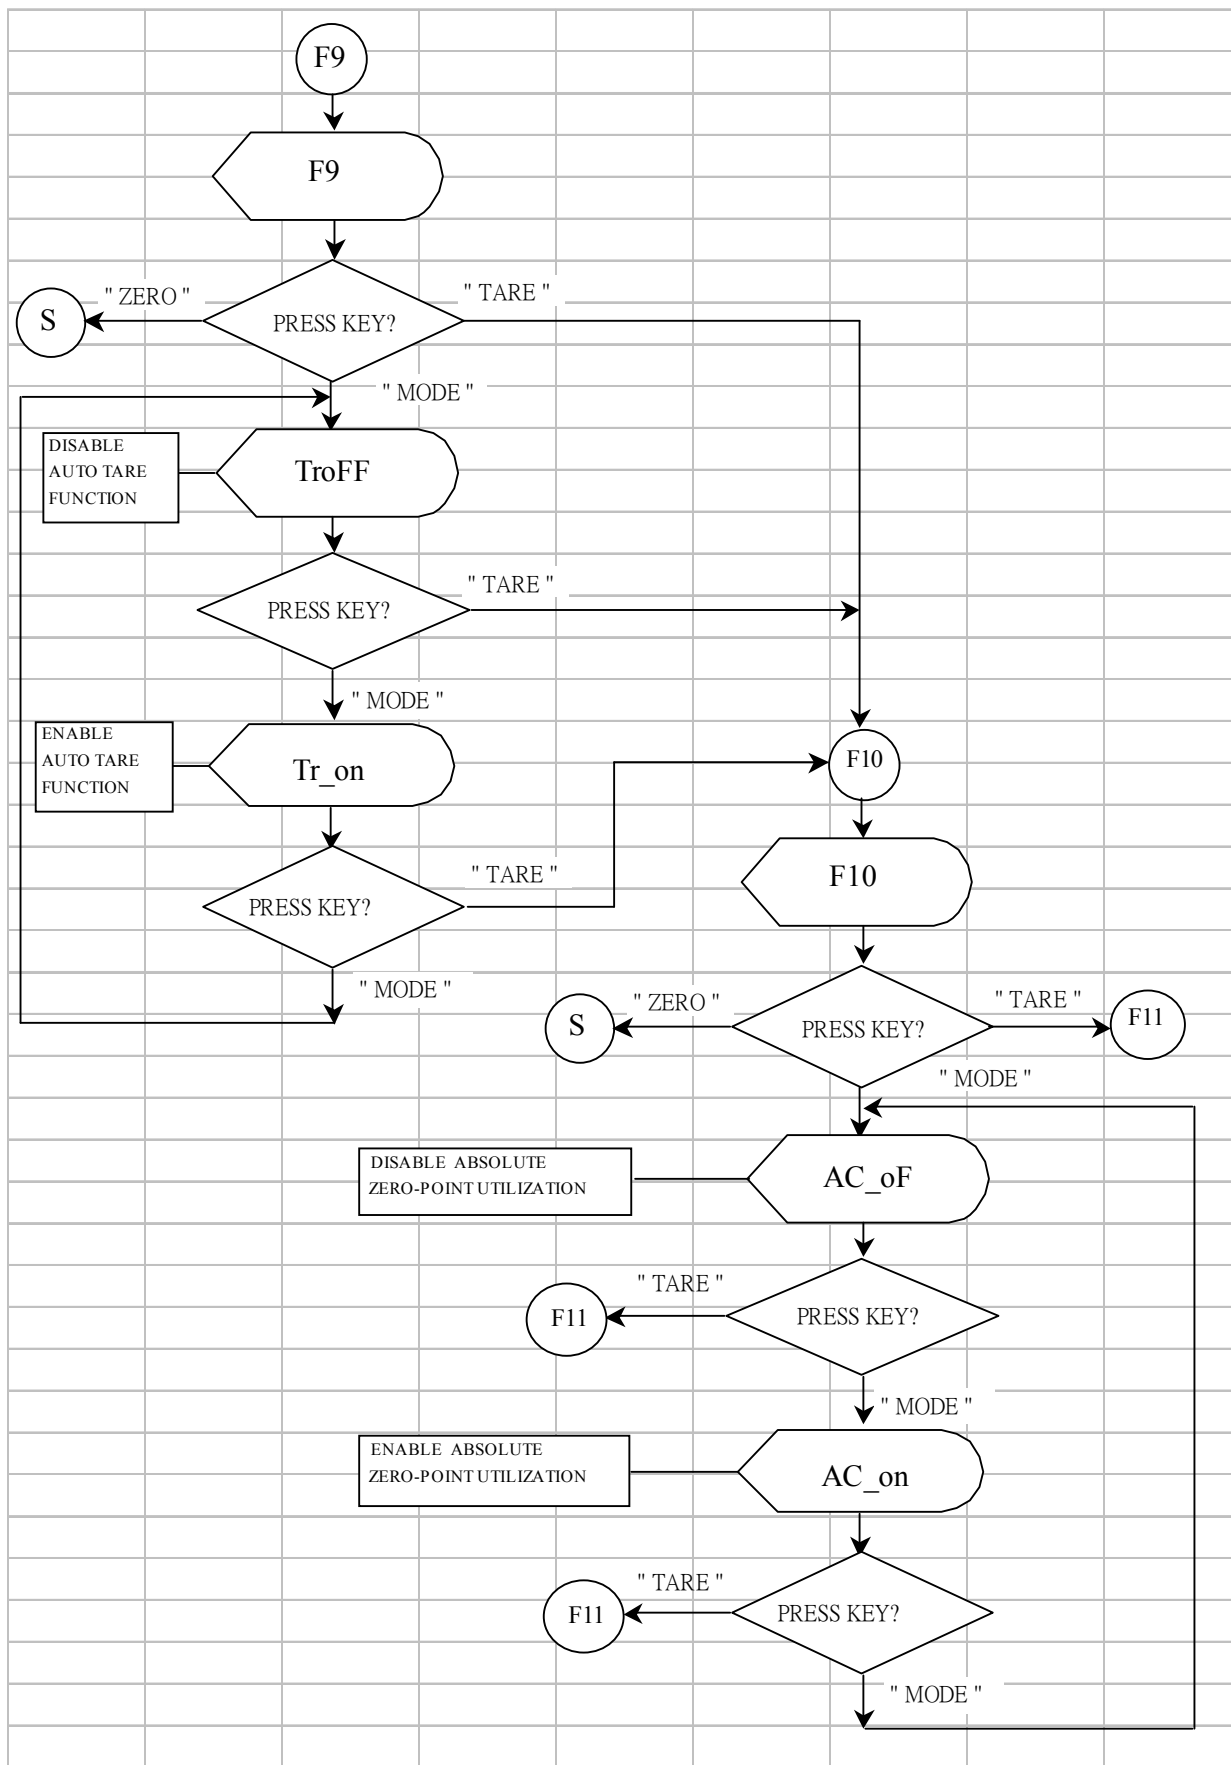 F9
F9
" ZERO "
" TARE "
S
PRESS KEY?
" MODE "
DISABLE
AUTO TARE
FUNCTION
TroFF
" TARE "
PRESS KEY?
" MODE "
ENABLE
AUTO TARE
FUNCTION
Tr_on
F10
" TARE "
F10
PRESS KEY?
" MODE "
" ZERO "
" TARE "
S
PRESS KEY?
F11
" MODE "
DISABLE ABSOLUTE
ZERO-POINT UTILIZATION
AC_oF
" TARE "
F11
PRESS KEY?
" MODE "
ENABLE ABSOLUTE
ZERO-POINT UTILIZATION
AC_on
" TARE "
F11
PRESS KEY?
" MODE "